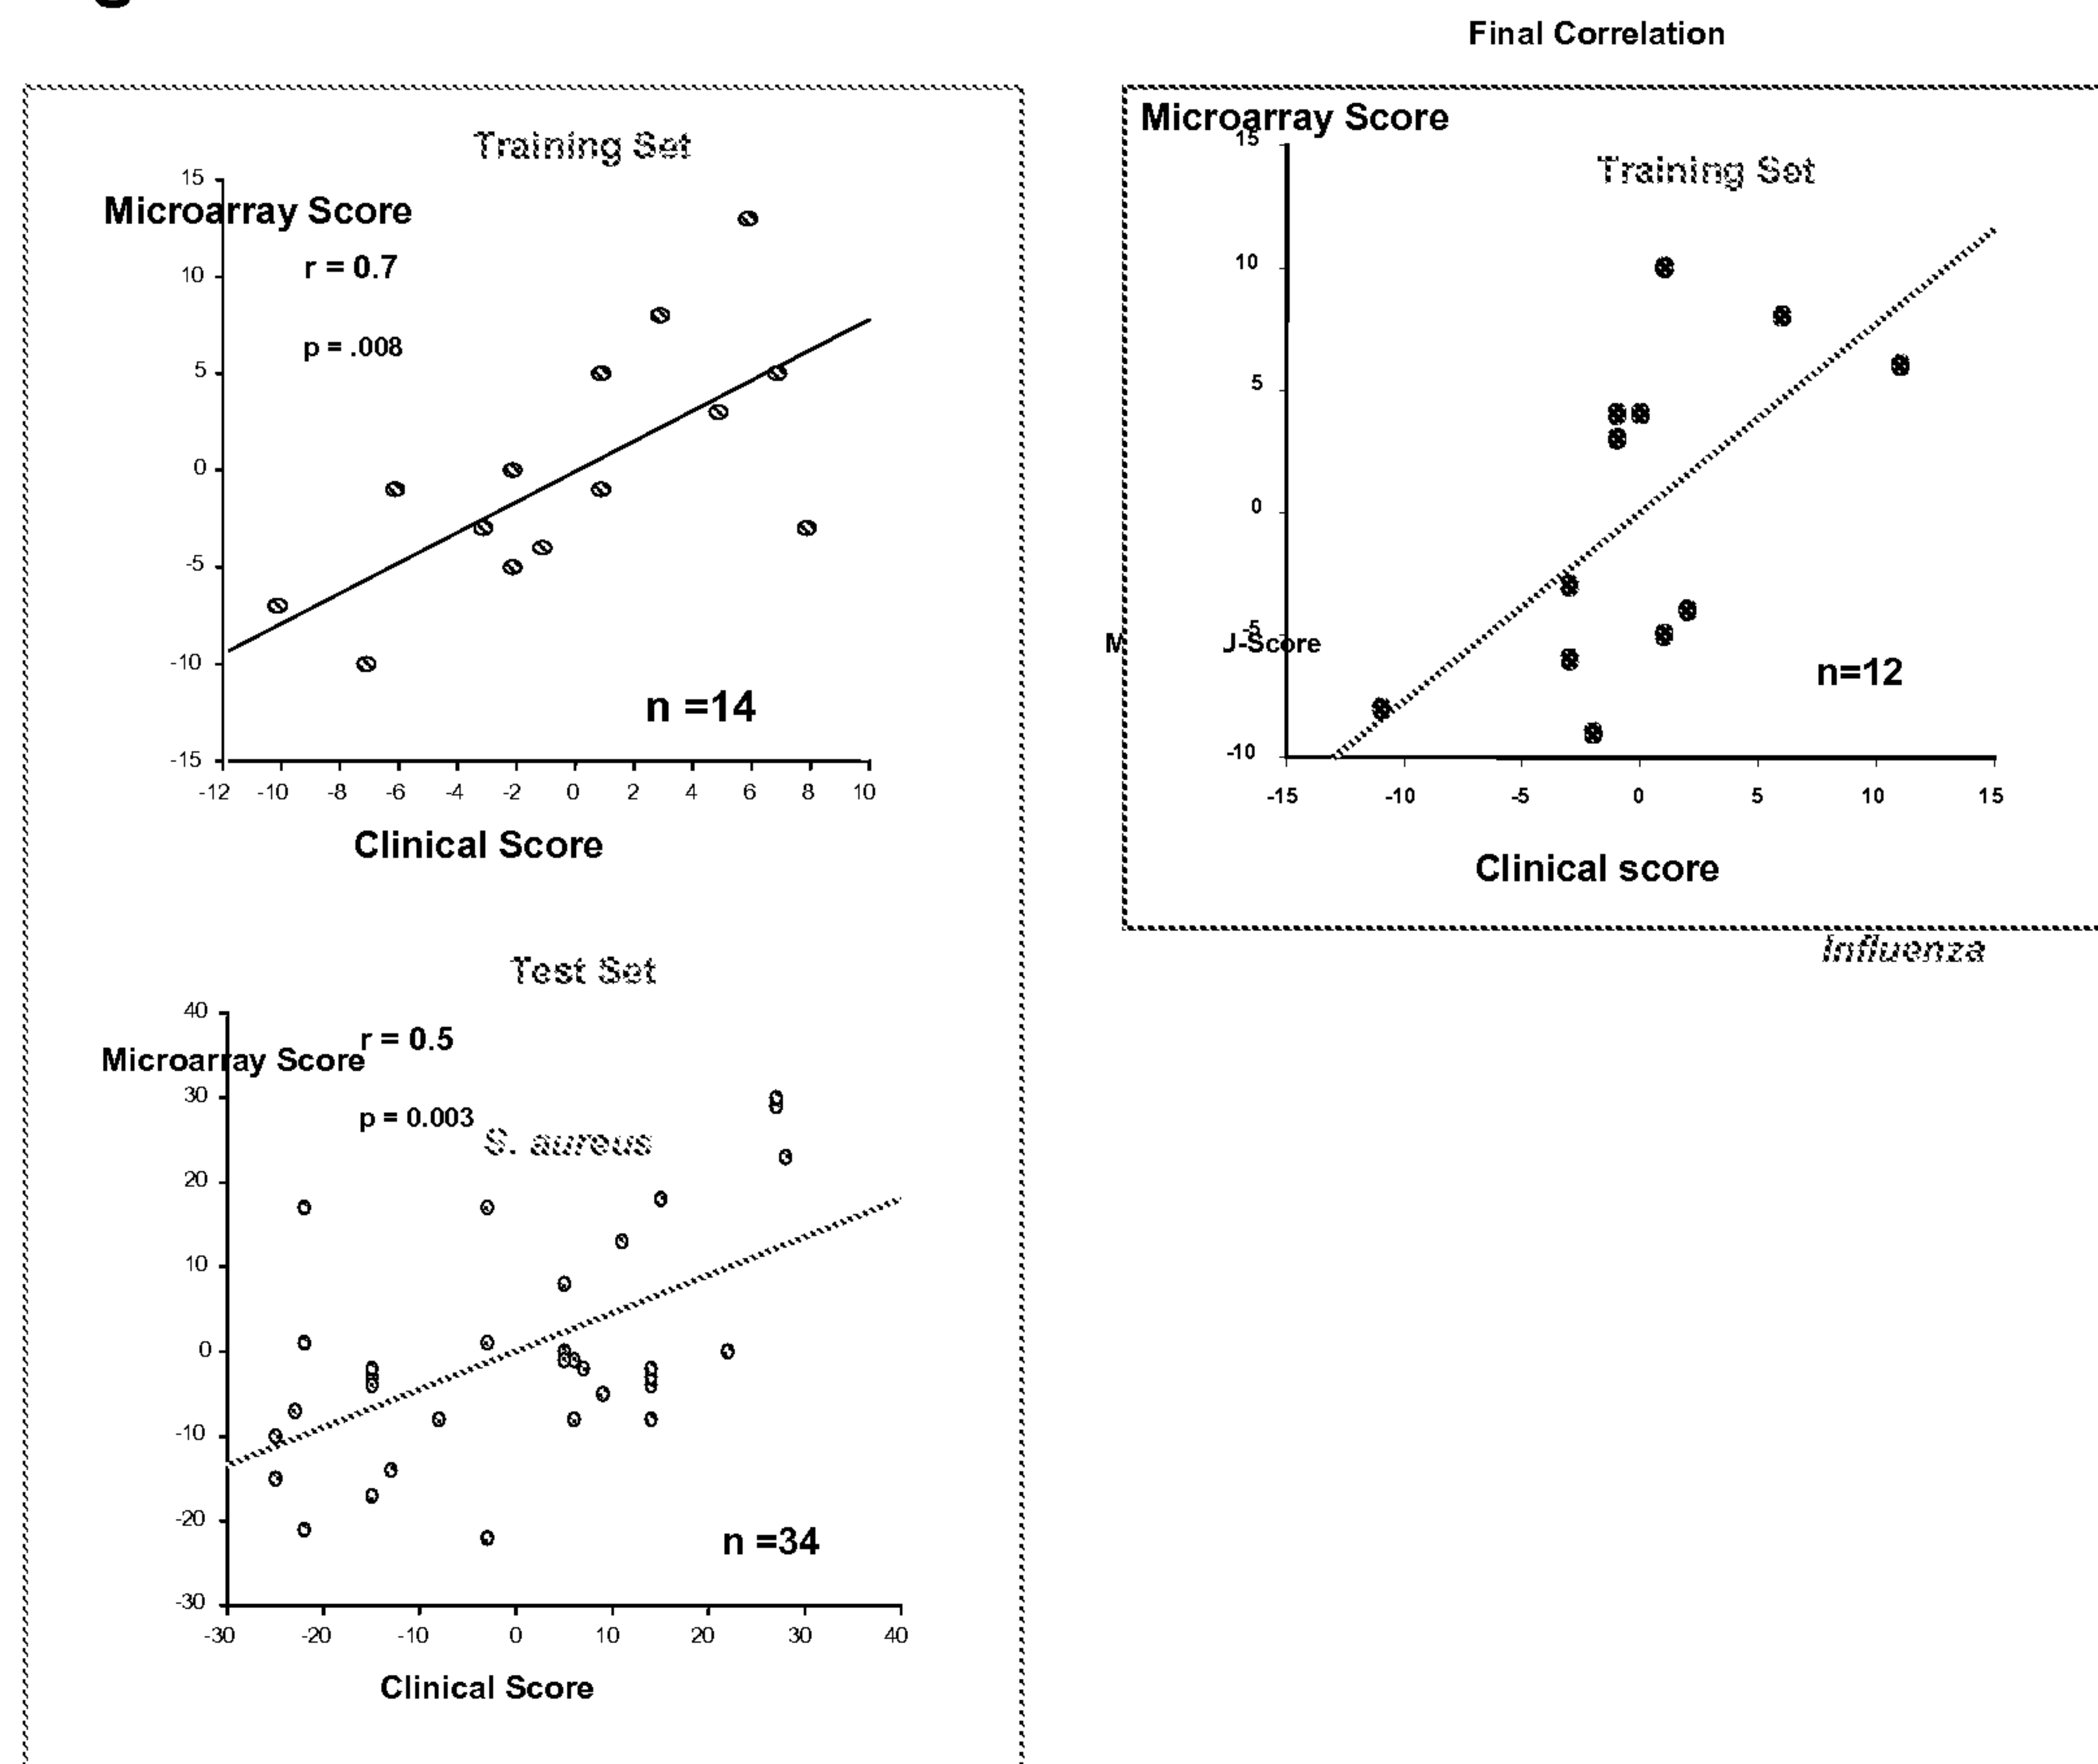 Final Correlation
Training Set
15
Microarray Score
r = 0.7
10
p = .008
5
0
-5
-10
n =14
-15
-12 -10 -8 -6 -4 -2 0 2 4 6 8 10
Clinical Score
Test Set
40
r = 0.5
Microarray Score
30
p = 0.003
S. aureus
20
10
0
-10
-20
n =34
-30
-30 -20 -10 0 10 20 30 40
Clinical Score
Microarray Score
15
Training Set
10
5
0
-5
M J-Score
n=12
-10
-15 -10 -5 0 5 10 15
Clinical score
Influenza